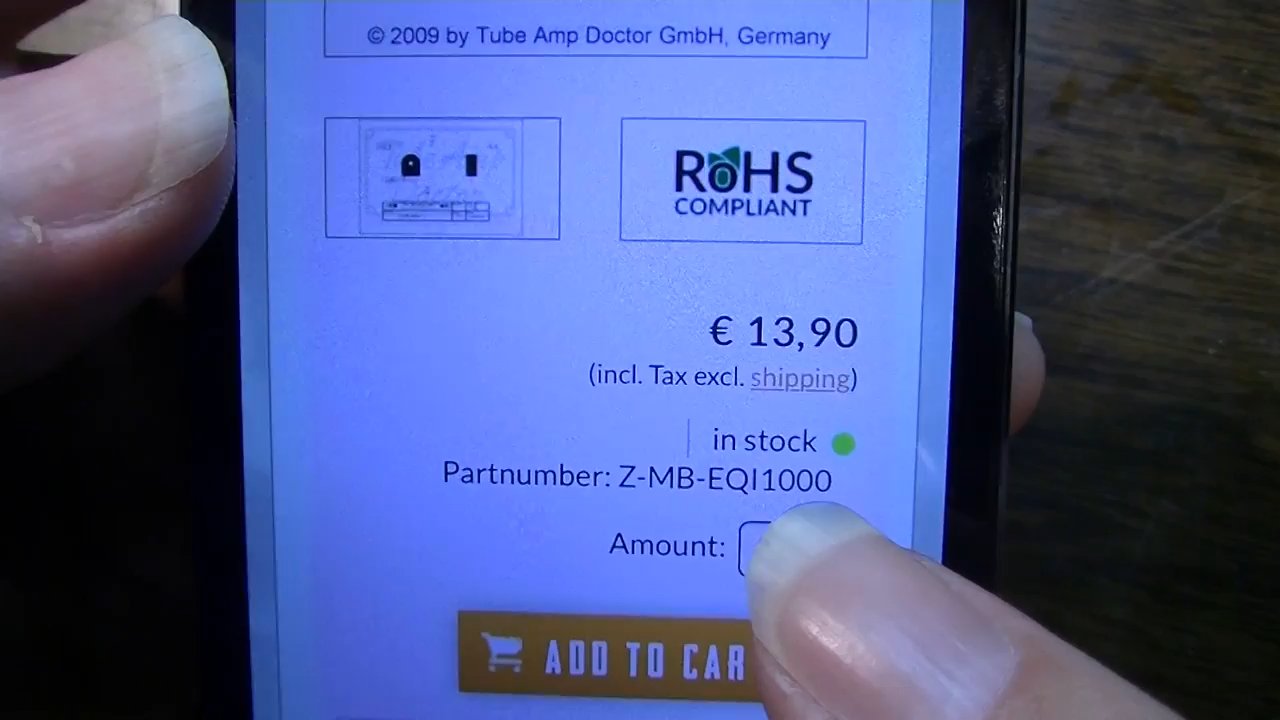 © 2009 by Tube Amp Doctor GmbH, Germany
RoHS
COMPLIANT
€ 13,90
(incl. Tax excl. shipping)
in stock
Partnumber: Z-MB-EQI1000
Amount:
ADD TO CAR